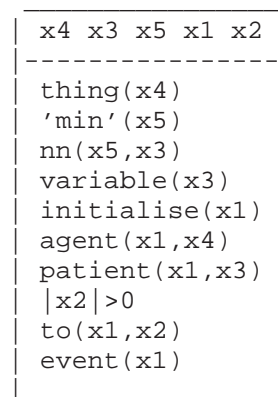 x4 x3 x5 x1 x2
thing(x4)
'min'(x5)
nn(x5,x3)
variable(x3)
initialise(x1)
agent(x1,x4)
patient(x1,x3)
|x2|>0
to(x1,x2)
event(x1)